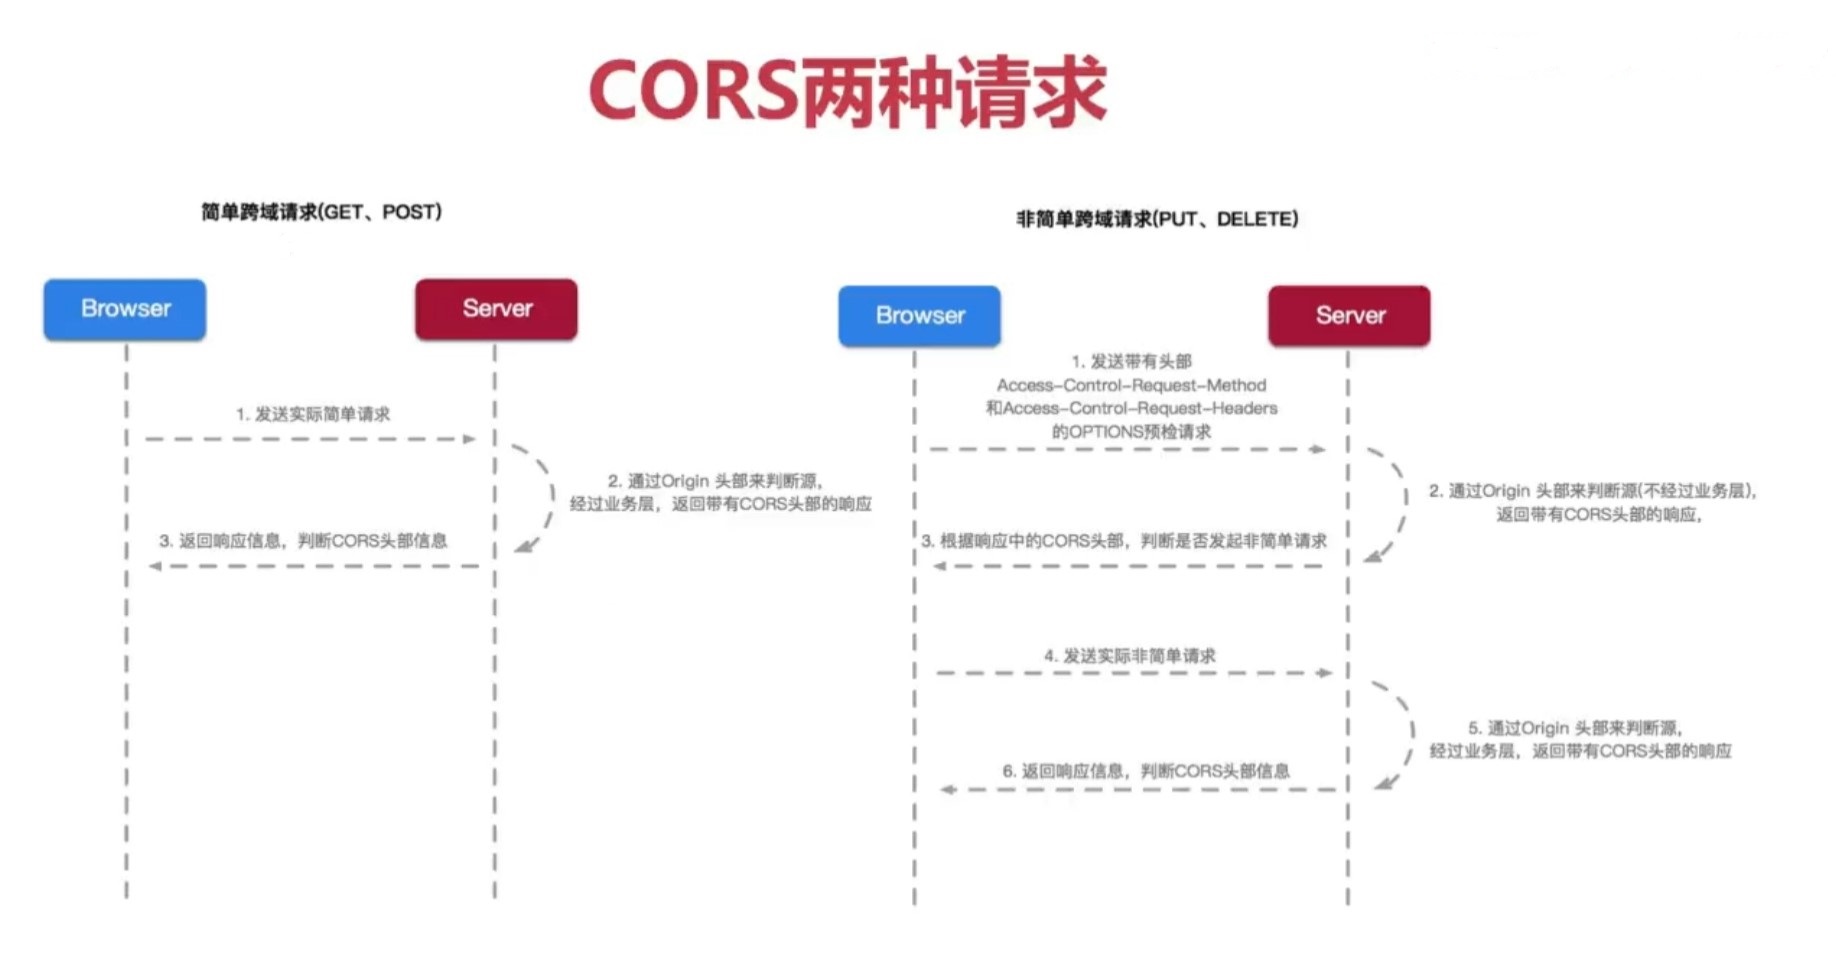 CORS两种请求
简单跨域请求(GET、POST)
Browser
Server
1. 发送实际简单请求
2. 通过Origin 头部来判断源,
经过业务层，返回带有CORS头部的响应
3. 返回响应信息，判断CORS头部信息
非简单跨域请求(PUT、DELETE)
Browser
Server
1. 发送带有头部
Access-Control-Request-Method
和Access-Control-Request-Headers
的OPTIONS预检请求
2. 通过Origin 头部来判断源(不经过业务层),
返回带有CORS头部的响应,
3. 根据响应中的CORS头部，判断是否发起非简单请求
4. 发送实际非简单请求
5. 通过Origin 头部来判断源,
经过业务层，返回带有CORS头部的响应
6. 返回响应信息，判断CORS头部信息